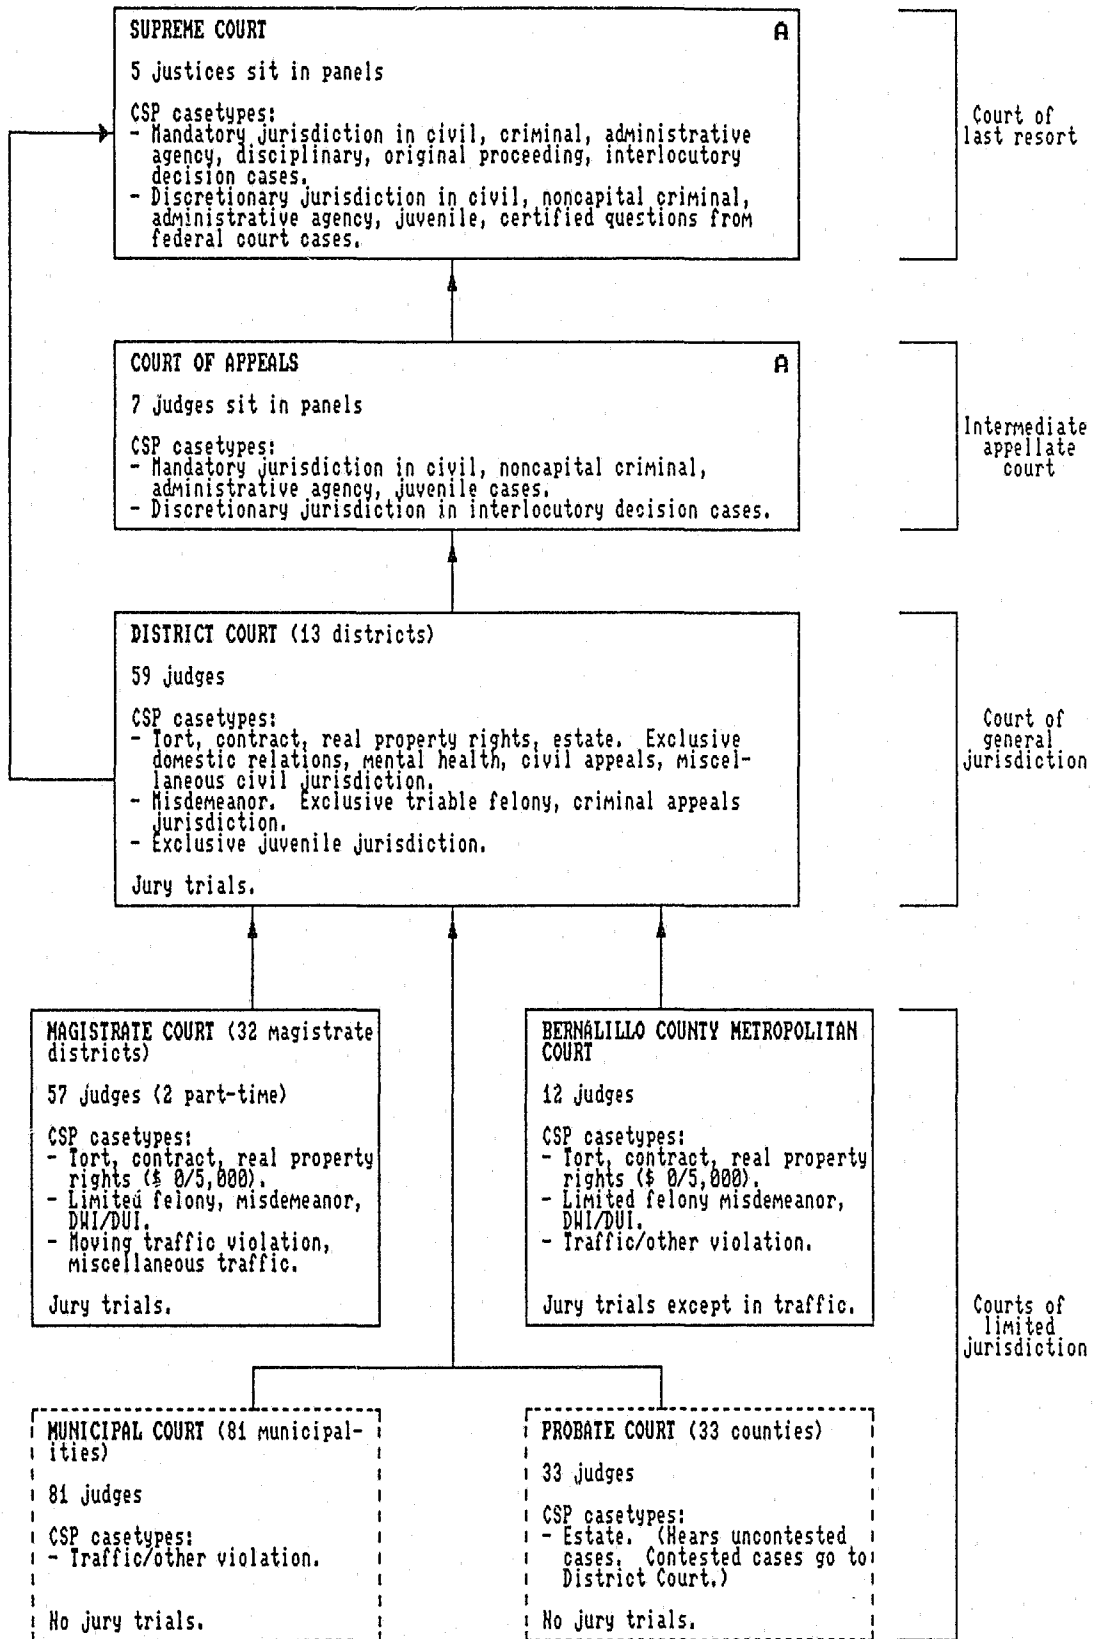 SUPREME COURT A
5 justices sit in panels
CSP casetypes:
- Mandatory jurisdiction in civil, criminal, administrative
agency, disciplinary, original proceeding, interlocutory
decision cases.
- Discretionary jurisdiction in civil, noncapital criminal,
administrative agency, juvenile, certified questions from
federal court cases.
Court of
last resort
COURT OF APPEALS A
7 judges sit in panels
CSP casetypes:
- Mandatory jurisdiction in civil, noncapital criminal,
administrative agency, juvenile cases.
- Discretionary jurisdiction in interlocutory decision cases.
Intermediate
appellate
court
DISTRICT COURT (13 districts)
59 judges
CSP casetypes:
- Tort, contract, real property rights, estate. Exclusive
domestic relations, mental health, civil appeals, miscel-
laneous civil jurisdiction.
- Misdemeanor. Exclusive triable felony, criminal appeals
jurisdiction.
- Exclusive juvenile jurisdiction.
Jury trials.
Court of
general
jurisdiction
MAGISTRATE COURT (32 magistrate
districts)
57 judges (2 part-time)
CSP casetypes:
- Tort, contract, real property
rights ($ 0/5,000).
- Limited felony, misdemeanor,
DWI/DUI.
- Moving traffic violation,
miscellaneous traffic.
Jury trials.
BERNALILLO COUNTY METROPOLITAN
COURT
12 judges
CSP casetypes:
- Tort, contract, real property
rights ($ 0/5,000).
- Limited felony misdemeanor,
DWI/DUI.
- Traffic/other violation.
Jury trials except in traffic.
Courts of
limited
jurisdiction
MUNICIPAL COURT (81 municipal-
ities)
81 judges
CSP casetypes:
- Traffic/other violation.
No jury trials.
PROBATE COURT (33 counties)
33 judges
CSP casetypes:
- Estate. (Hears uncontested
cases. Contested cases go to
District Court.)
No jury trials.